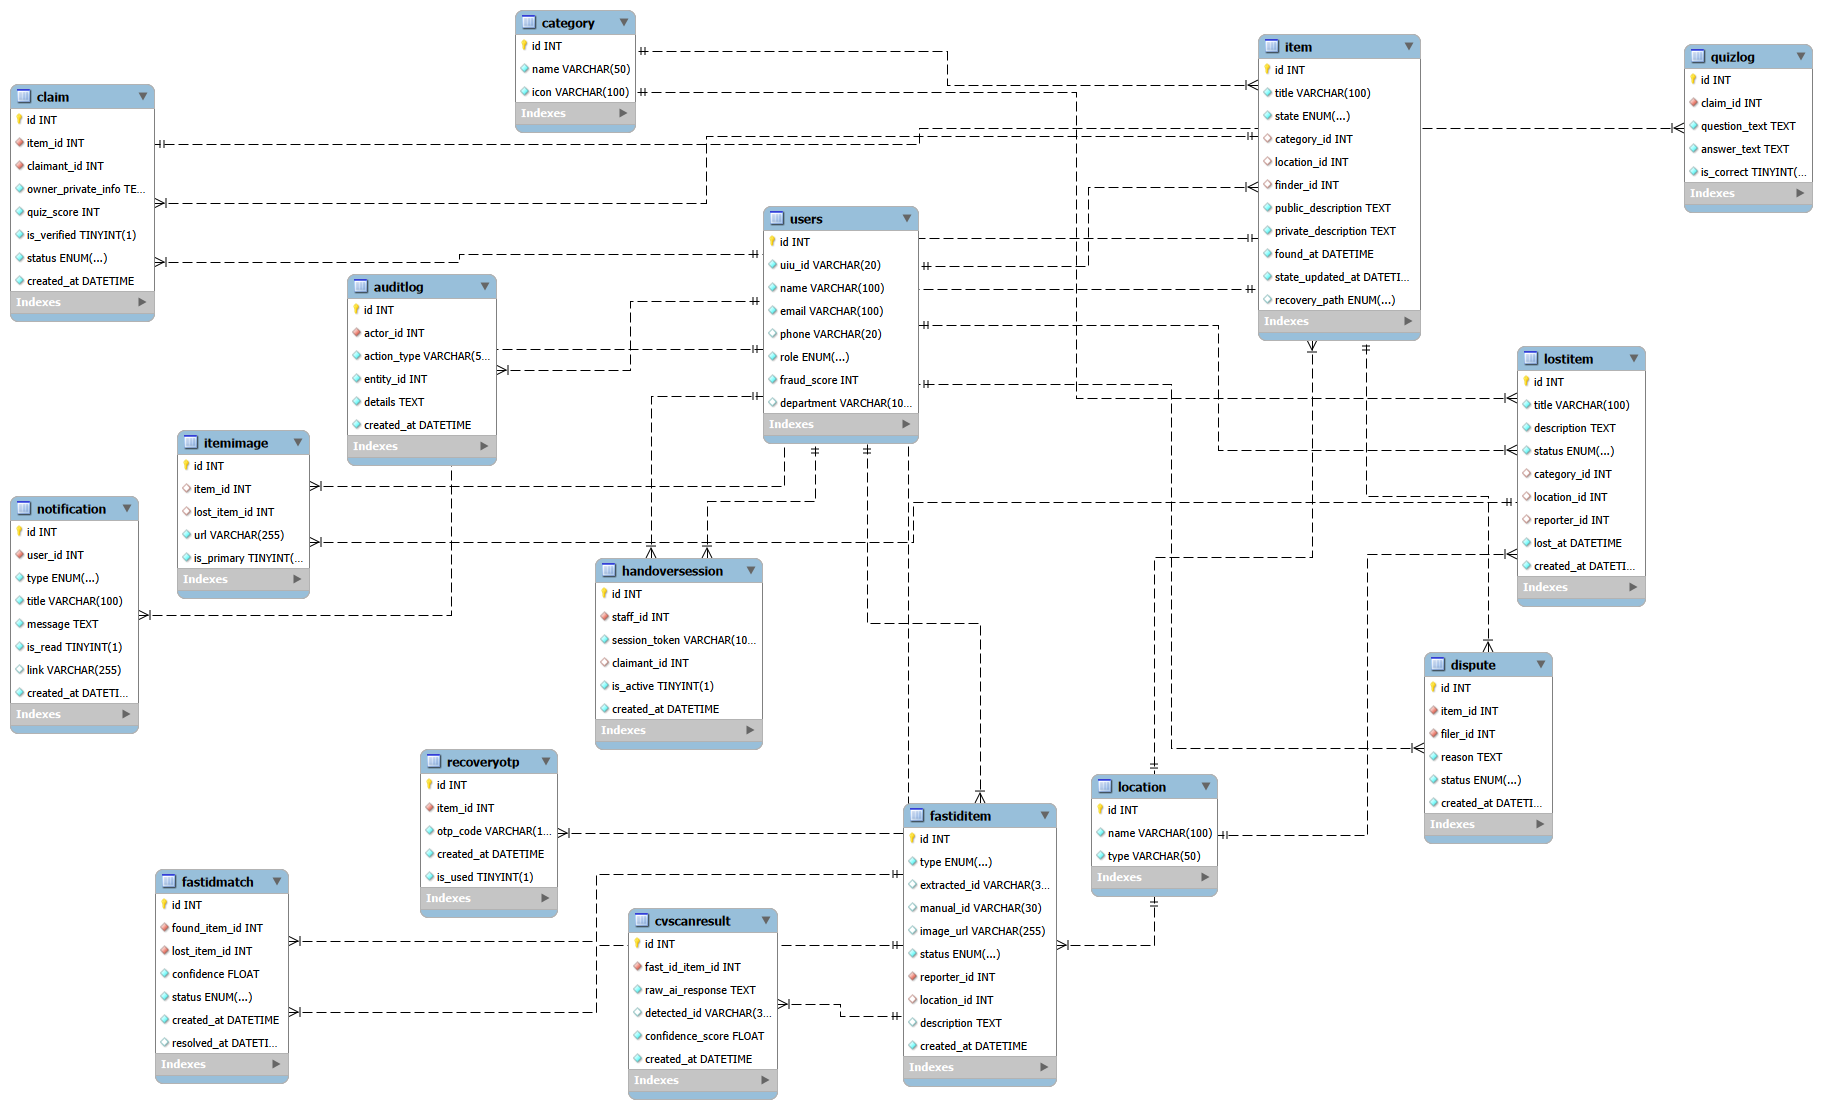 category
id INT
name VARCHAR(50)
icon VARCHAR(100)
Indexes
item
id INT
title VARCHAR(100)
state ENUM(...)
category_id INT
location_id INT
finder_id INT
public_description TEXT
private_description TEXT
found_at DATETIME
state_updated_at DATETI...
recovery_path ENUM(...)
Indexes
quizlog
id INT
claim_id INT
question_text TEXT
answer_text TEXT
is_correct TINYINT(...
Indexes
claim
id INT
item_id INT
claimant_id INT
owner_private_info TE...
quiz_score INT
is_verified TINYINT(1)
status ENUM(...)
created_at DATETIME
Indexes
users
id INT
uiu_id VARCHAR(20)
name VARCHAR(100)
email VARCHAR(100)
phone VARCHAR(20)
role ENUM(...)
fraud_score INT
department VARCHAR(10...
Indexes
auditlog
id INT
actor_id INT
action_type VARCHAR(5...
entity_id INT
details TEXT
created_at DATETIME
Indexes
lostitem
id INT
title VARCHAR(100)
description TEXT
status ENUM(...)
category_id INT
location_id INT
reporter_id INT
lost_at DATETIME
created_at DATETI...
Indexes
itemimage
id INT
item_id INT
lost_item_id INT
url VARCHAR(255)
is_primary TINYINT(...
Indexes
notification
id INT
user_id INT
type ENUM(...)
title VARCHAR(100)
message TEXT
is_read TINYINT(1)
link VARCHAR(255)
created_at DATETI...
Indexes
handoversession
id INT
staff_id INT
session_token VARCHAR(10...
claimant_id INT
is_active TINYINT(1)
created_at DATETIME
Indexes
dispute
id INT
item_id INT
filer_id INT
reason TEXT
status ENUM(...)
created_at DATETI...
Indexes
recoveryotp
id INT
item_id INT
otp_code VARCHAR(1...
created_at DATETIME
is_used TINYINT(1)
Indexes
location
id INT
name VARCHAR(100)
type VARCHAR(50)
Indexes
fastiditem
id INT
type ENUM(...)
extracted_id VARCHAR(3...
manual_id VARCHAR(30)
image_url VARCHAR(255)
status ENUM(...)
reporter_id INT
location_id INT
description TEXT
created_at DATETIME
Indexes
fastidmatch
id INT
found_item_id INT
lost_item_id INT
confidence FLOAT
status ENUM(...)
created_at DATETIME
resolved_at DATETI...
Indexes
cvscanresult
id INT
fast_id_item_id INT
raw_ai_response TEXT
detected_id VARCHAR(3...
confidence_score FLOAT
created_at DATETIME
Indexes